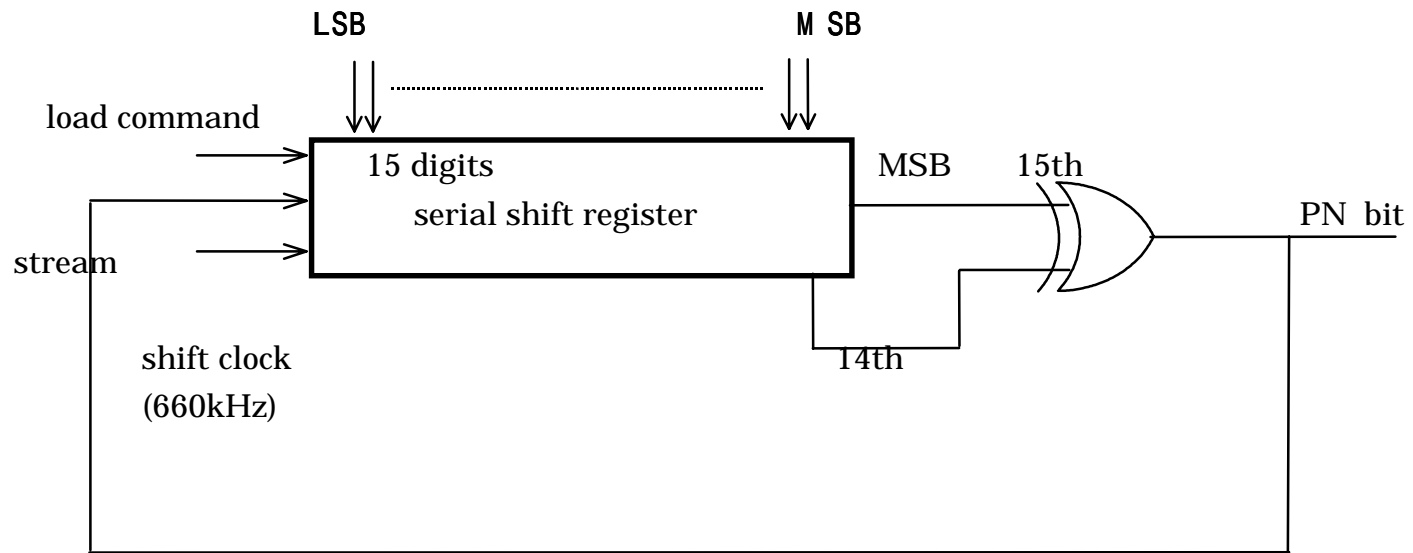 LSB
M SB
load command
15 digits
MSB
15th
serial shift register
PN bit
stream
shift clock
14th
(660kHz)